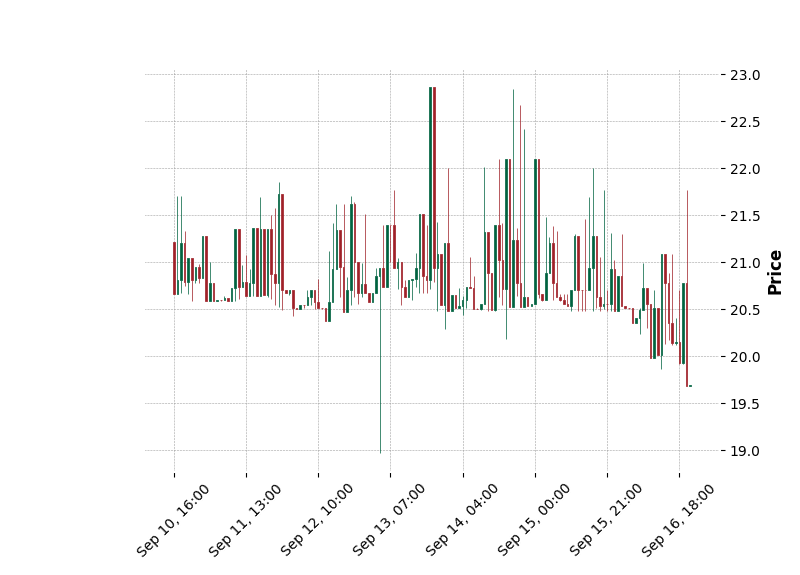 23.0
22.5
22.0
21.5
21.0
20.5
20.0
19.5
19.0
Price
Sep 10, 16:00
Sep 11, 13:00
Sep 12, 10:00
Sep 13, 07:00
Sep 14, 04:00
Sep 15, 00:00
Sep 15, 21:00
Sep 16, 18:00